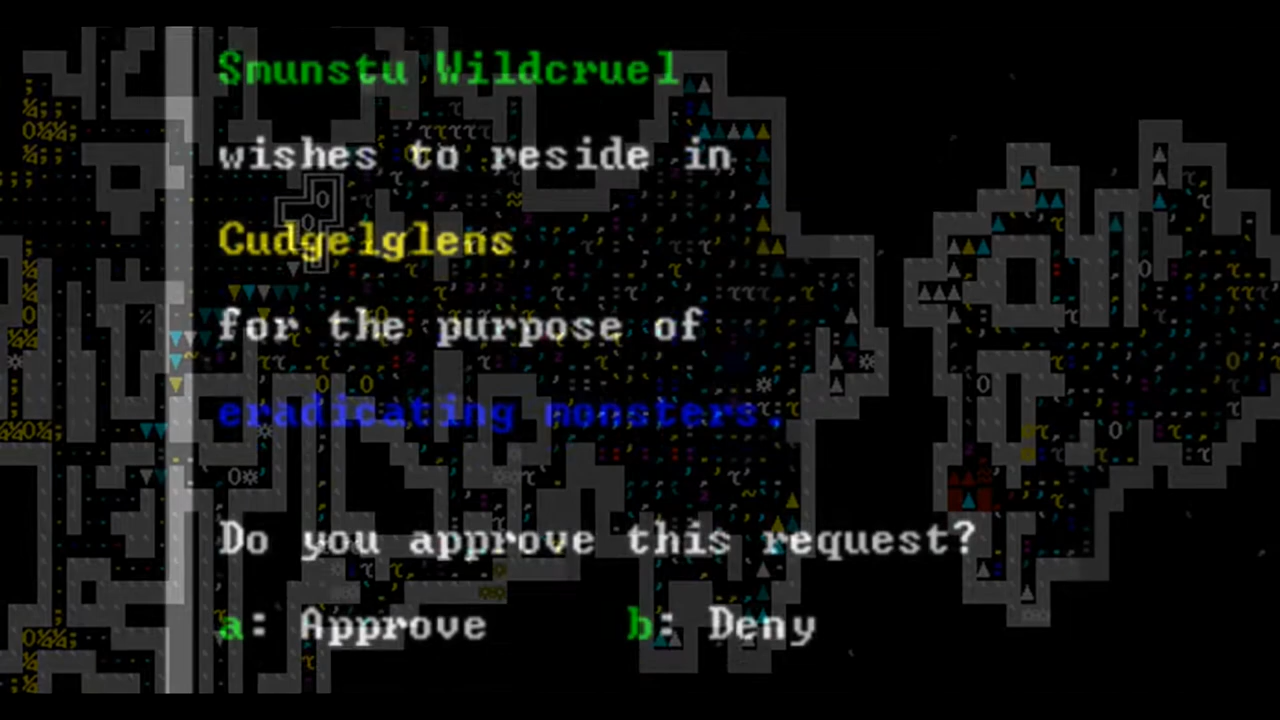 Smunstu Wildcruel
wishes to reside in
Cudgelglens
for the purpose of
eradicating monsters.
Do you approve this request?
a: Approve b: Deny